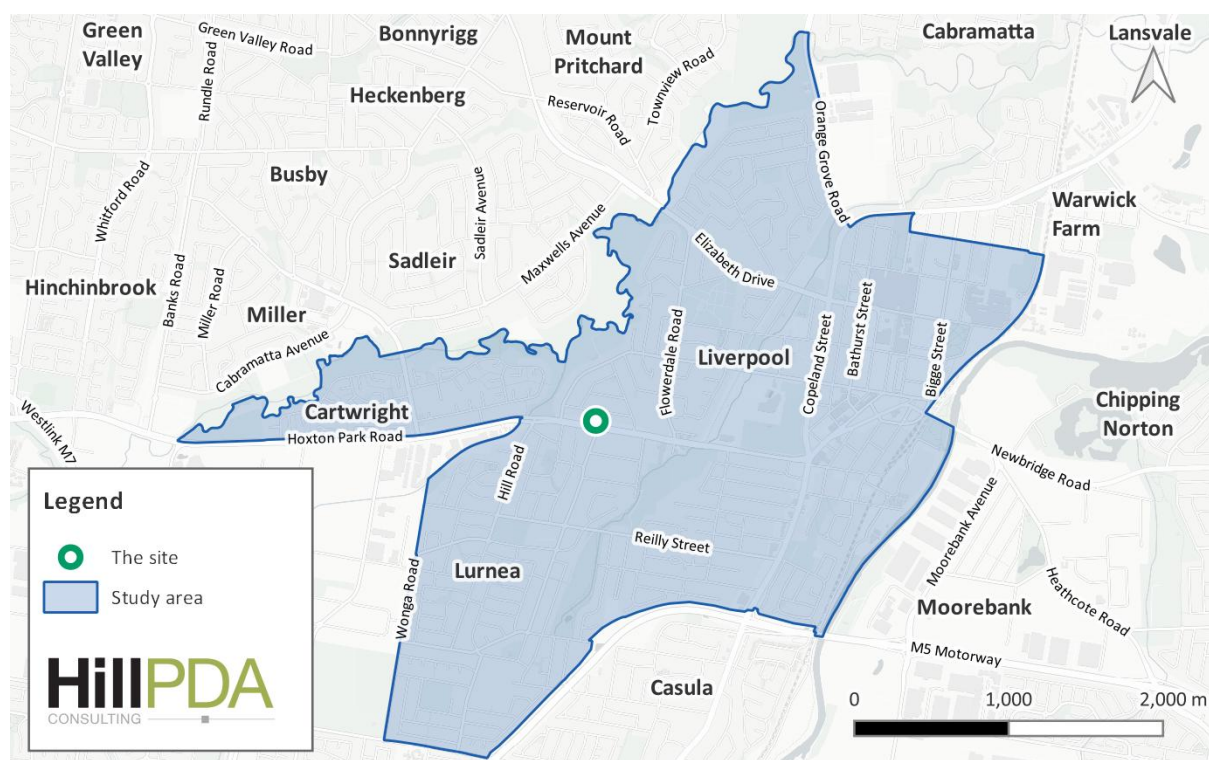 Green
Valley
Green Valley Road
Bonnyrigg
Mount
Pritchard
Cabramatta
Lansvale
Rundle Road
Heckenberg
Reservoir Road
Townview Road
Orange Grove Road
Busby
Whitford Road
Sadleir Avenue
Maxwells Avenue
Warwick
Farm
Sadleir
Elizabeth Drive
Hinchinbrook
Banks Road
Miller Road
Miller
Cabramatta Avenue
Flowerdale Road
Liverpool
Copeland Street
Bathurst Street
Bigge Street
Chipping
Norton
Westlink M7
Cartwright
Hoxton Park Road
Hill Road
Newbridge Road
Moorebank Avenue
Reilly Street
Lurnea
Wonga Road
Heathcote Road
Moorebank
M5 Motorway
Casula
Legend
The site
Study area
HillPDA
CONSULTING
0
1,000
2,000 m